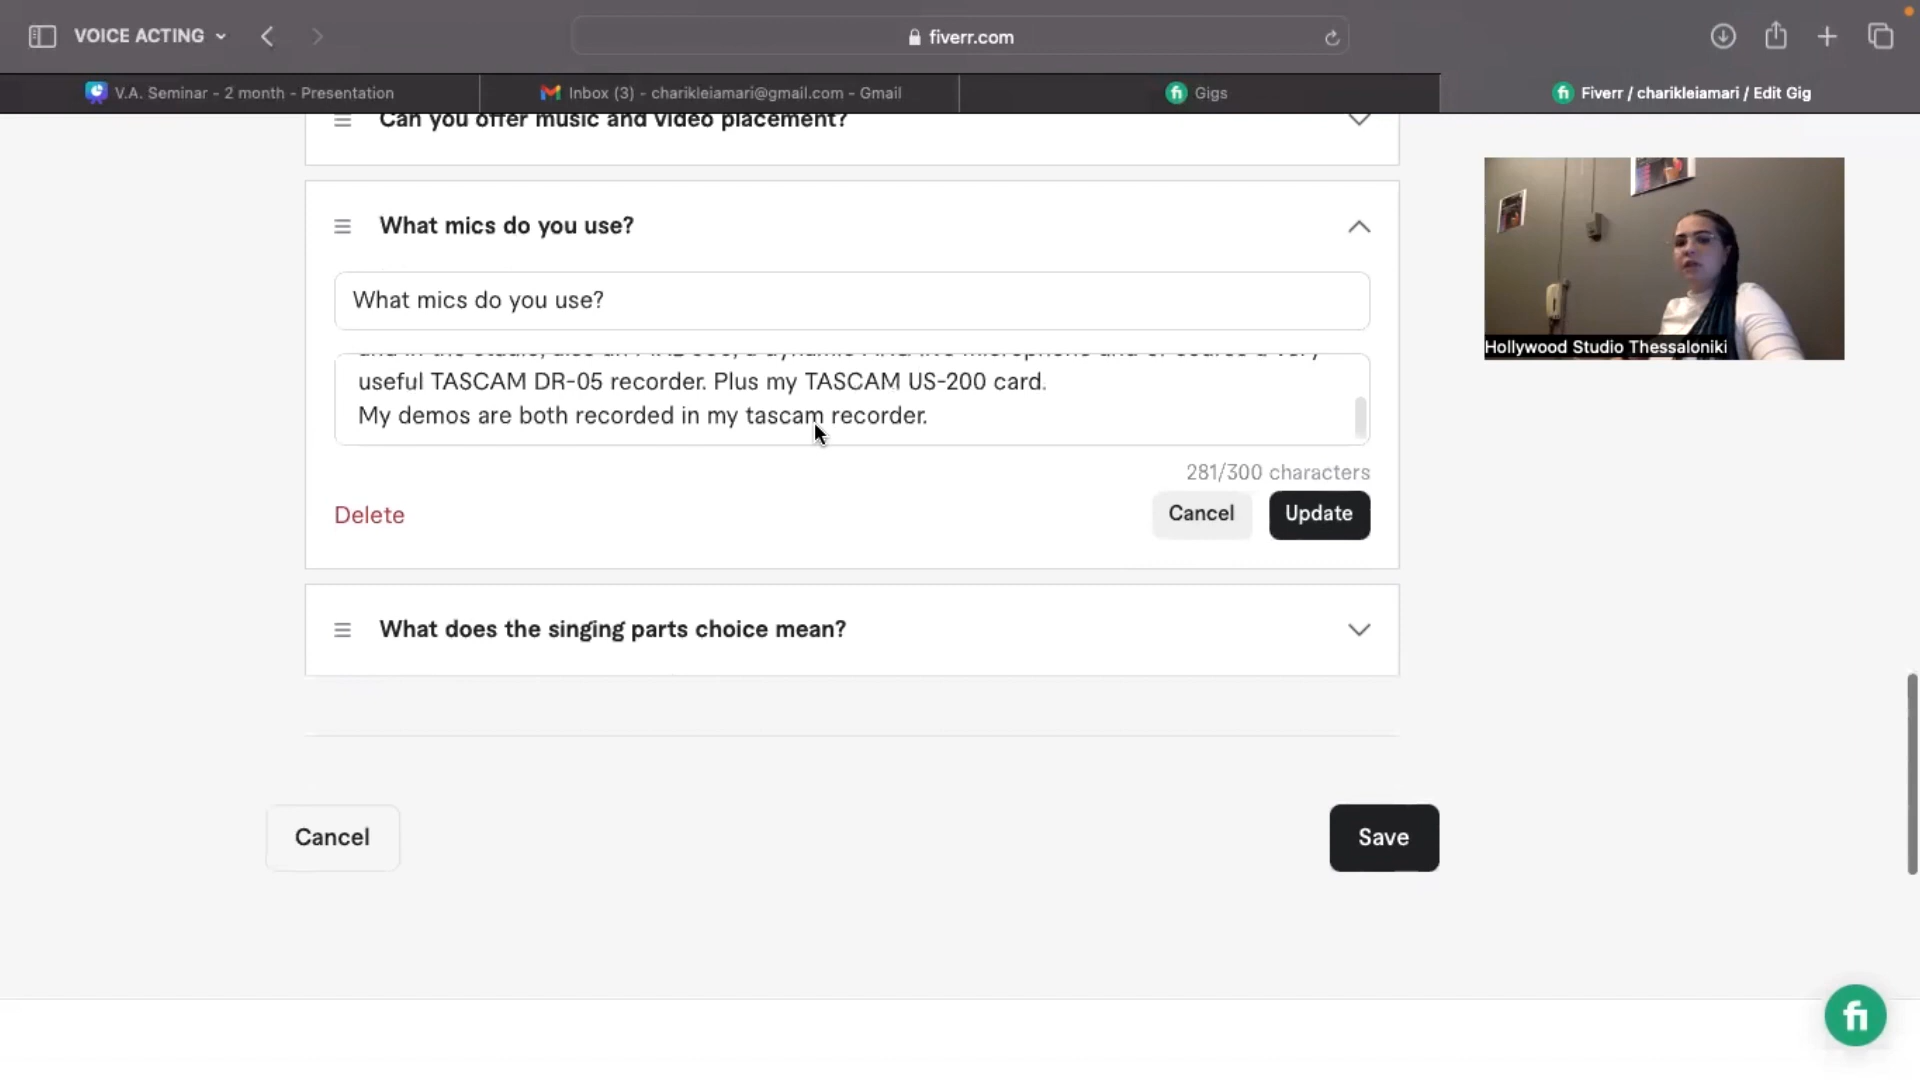 VOICE ACTING
fiverr.com
V.A. Seminar - 2 month - Presentation
Inbox (3) - charikleiamari@gmail.com - Gmail
Gigs
Fiverr / charikleiamari / Edit Gig
Can you offer music and video placement?
What mics do you use?
What mics do you use?
useful TASCAM DR-05 recorder. Plus my TASCAM US-200 card.
My demos are both recorded in my tascam recorder.
281/300 characters
Delete
Cancel
Update
What does the singing parts choice mean?
Cancel
Save
Hollywood Studio Thessaloniki
fi